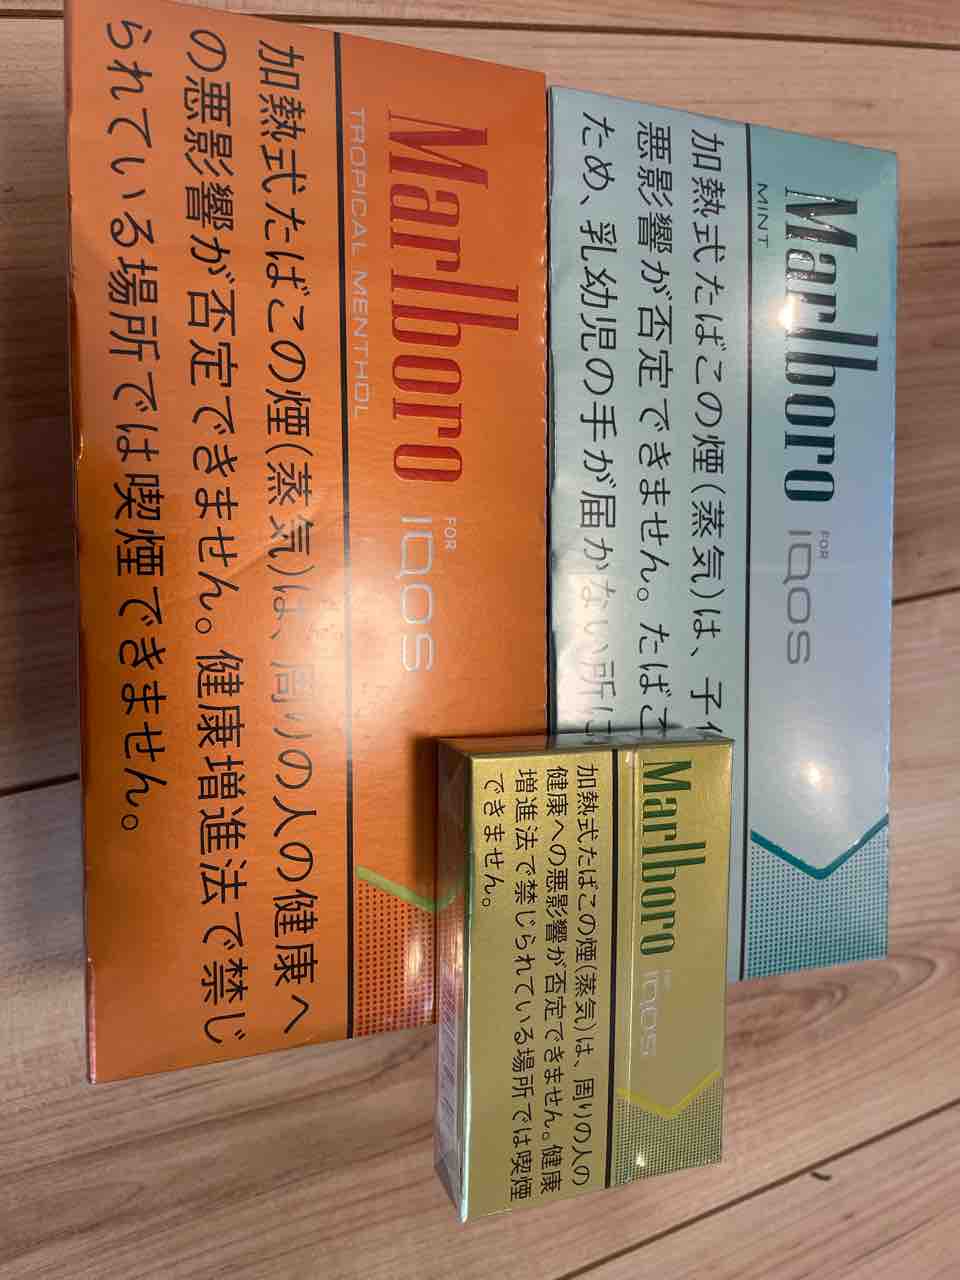 Marlboro FOR IQOS
TROPICAL MENTHOL
加熱式たばこの煙(蒸気)は、周りの人の健康へ
の悪影響が否定できません。健康増進法で禁じ
られている場所では喫煙できません。
Marlboro FOR IQOS
MINT
加熱式たばこの煙(蒸気)は、子
悪影響が否定できません。たばこ
ため、乳幼児の手が届かない所に
Marlboro FOR IQOS
加熱式たばこの煙(蒸気)は、周りの人の
健康への悪影響が否定できません。健康
増進法で禁じられている場所では喫煙
できません。